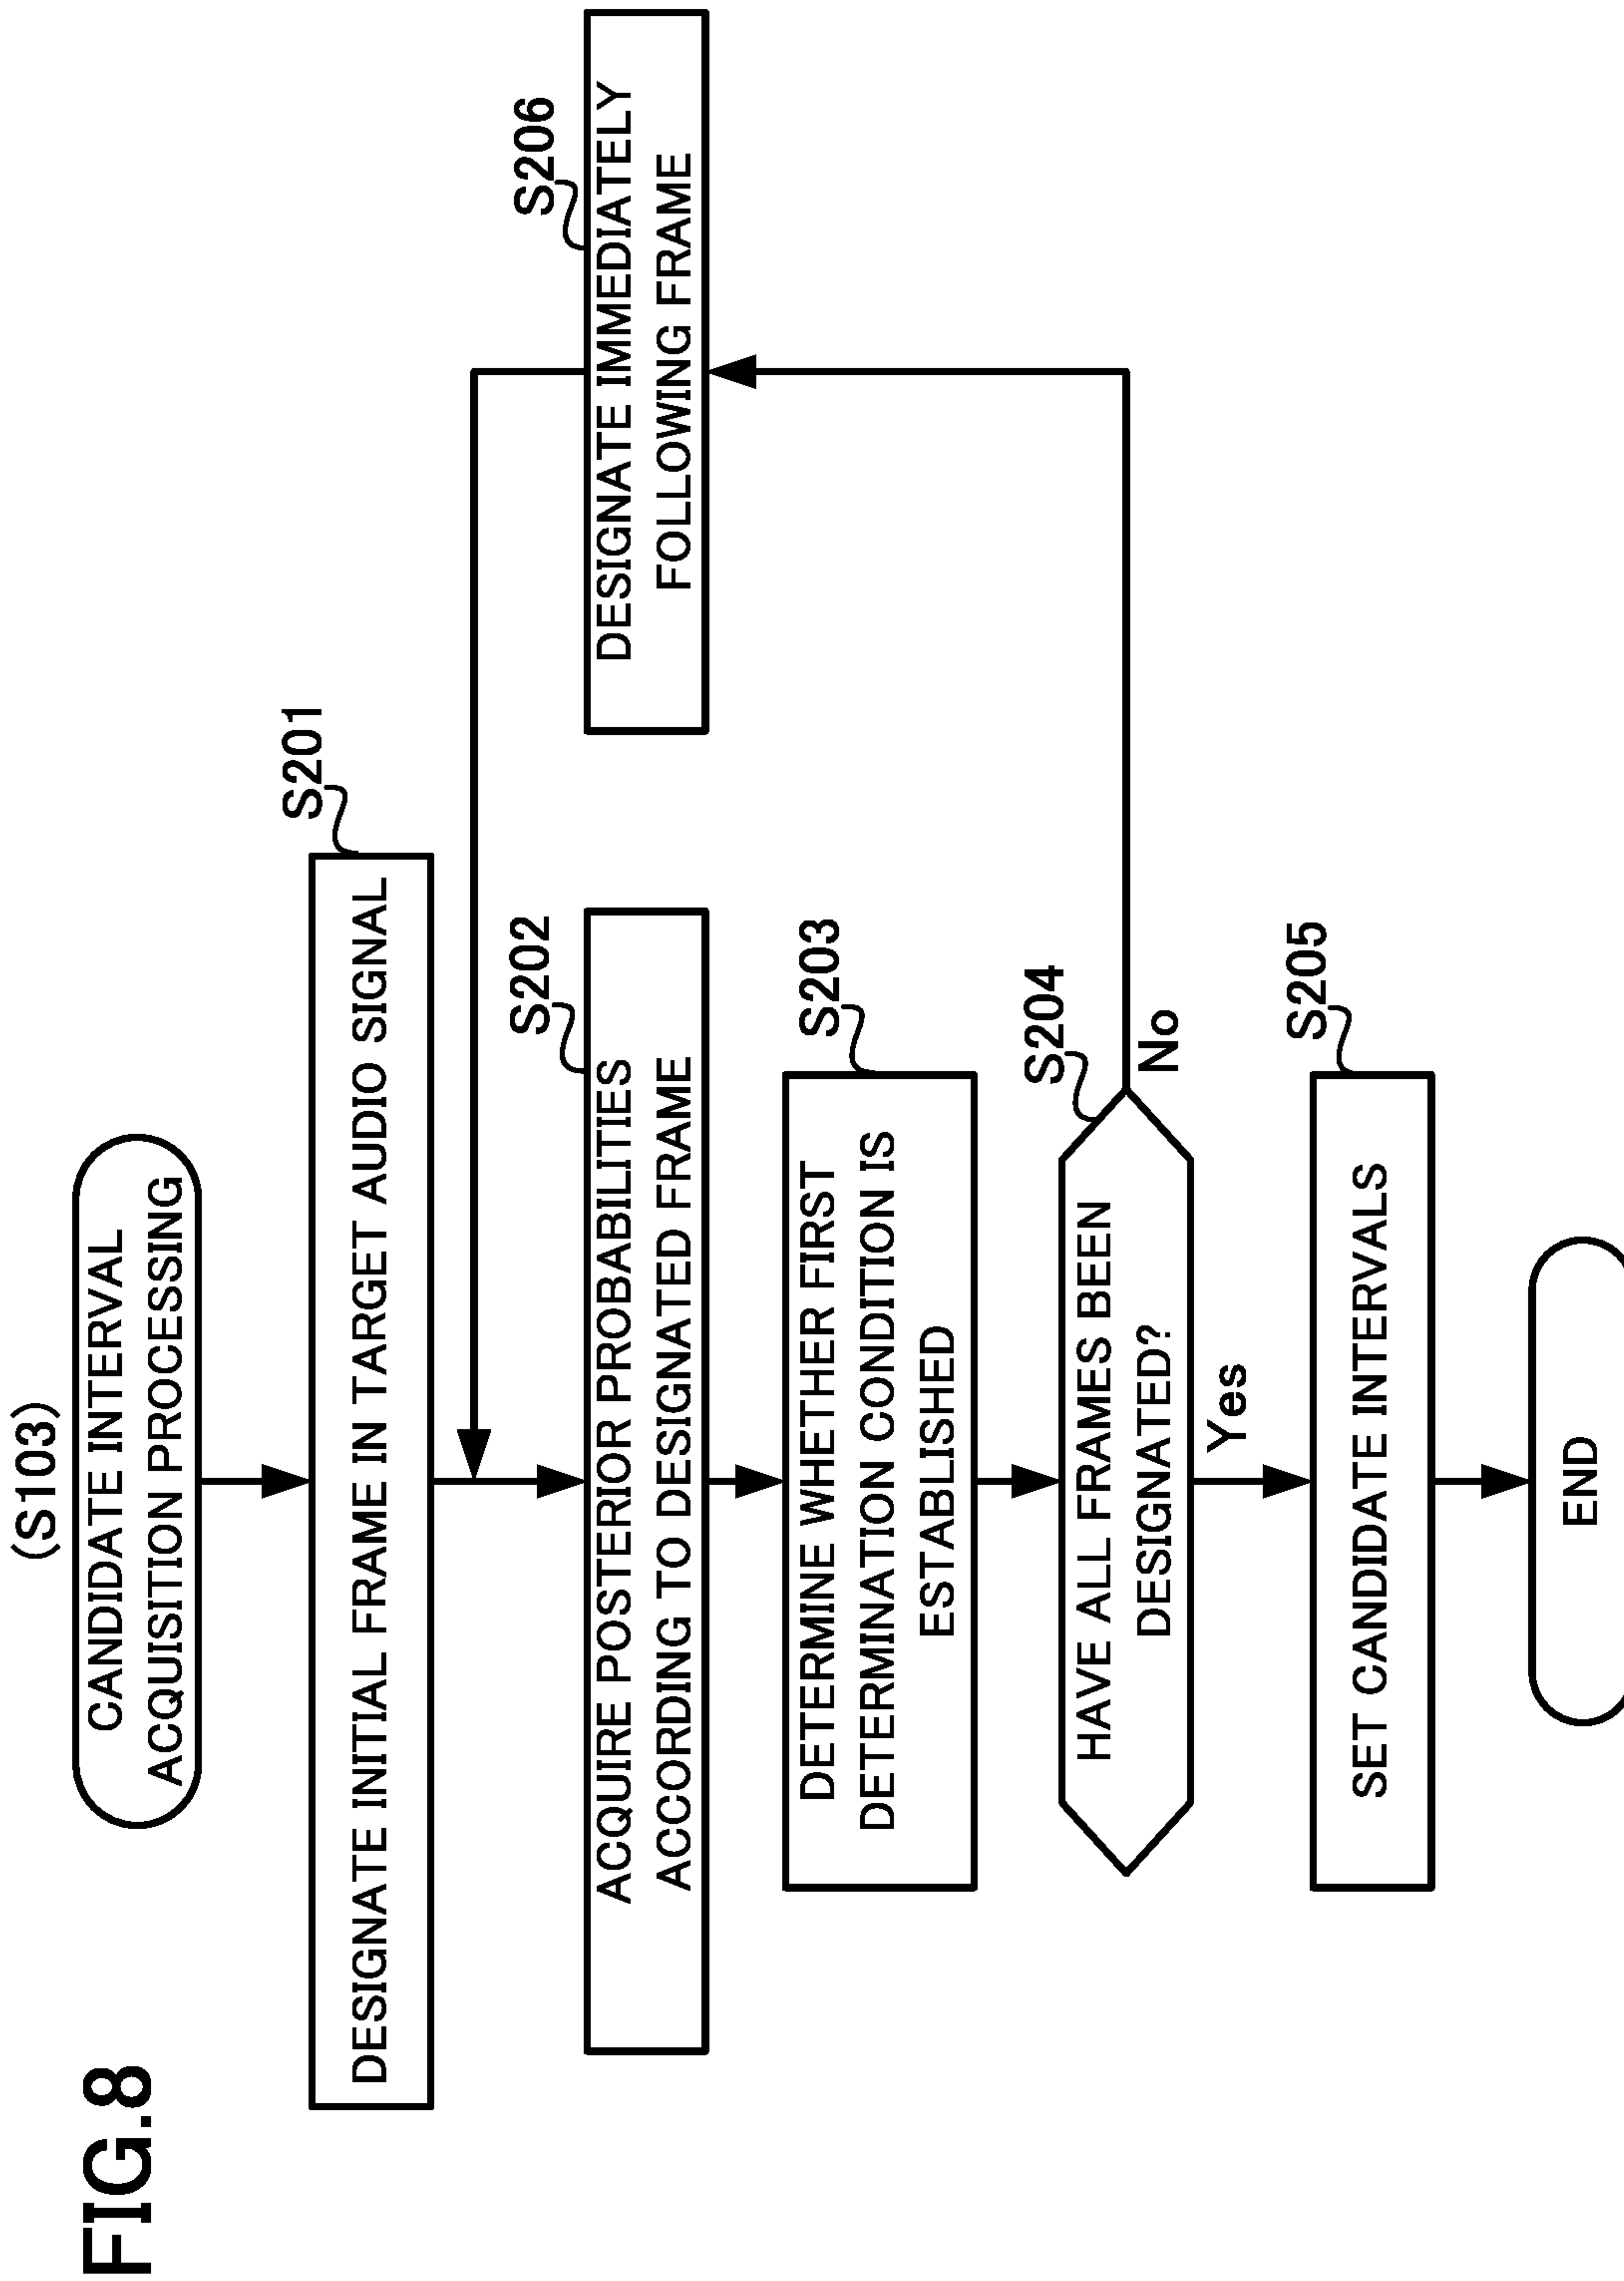 FIG.8
(S103)
CANDIDATE INTERVAL
ACQUISITION PROCESSING
S201
DESIGNATE INITIAL FRAME IN TARGET AUDIO SIGNAL
S202
ACQUIRE POSTERIOR PROBABILITIES
ACCORDING TO DESIGNATED FRAME
S206
DESIGNATE IMMEDIATELY
FOLLOWING FRAME
S203
DETERMINE WHETHER FIRST
DETERMINATION CONDITION IS
ESTABLISHED
S204
HAVE ALL FRAMES BEEN
DESIGNATED?
No
Yes
S205
SET CANDIDATE INTERVALS
END